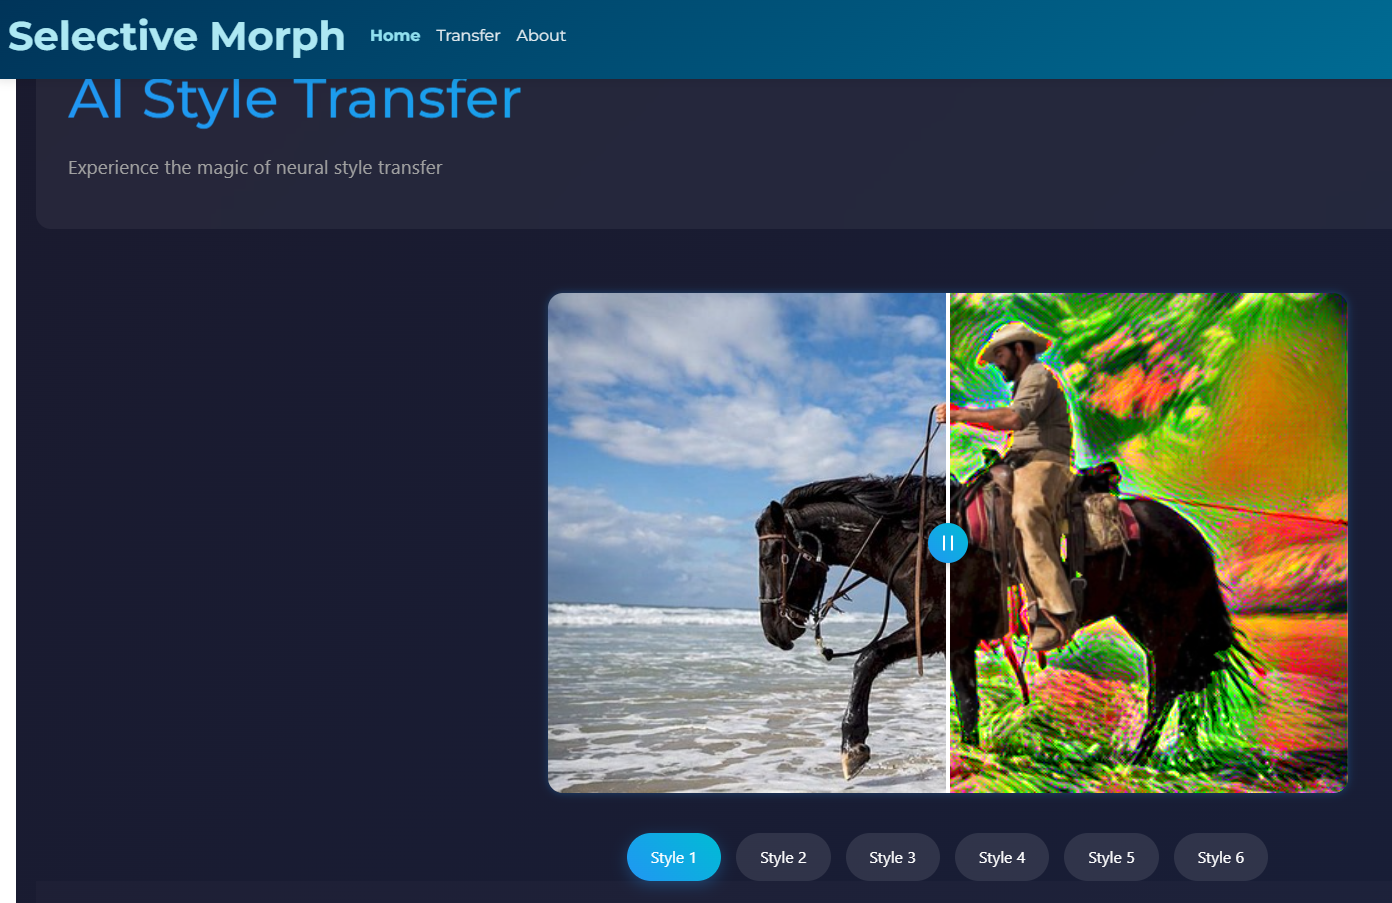 Selective Morph
Home Transfer About
AI Style Transfer
Experience the magic of neural style transfer
Style 1 Style 2 Style 3 Style 4 Style 5 Style 6